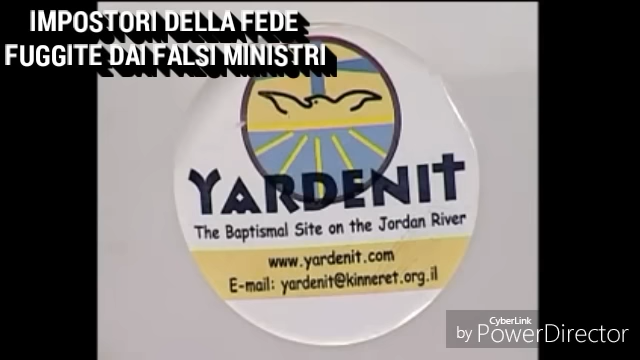 IMPOSTORI DELLA FEDE
FUGGITE DAI FALSI MINISTRI
YARDENIT
The Baptismal Site on the Jordan River
www.yardenit.com
E-mail: yardenit@kinneret.org.il
CyberLink
by PowerDirector